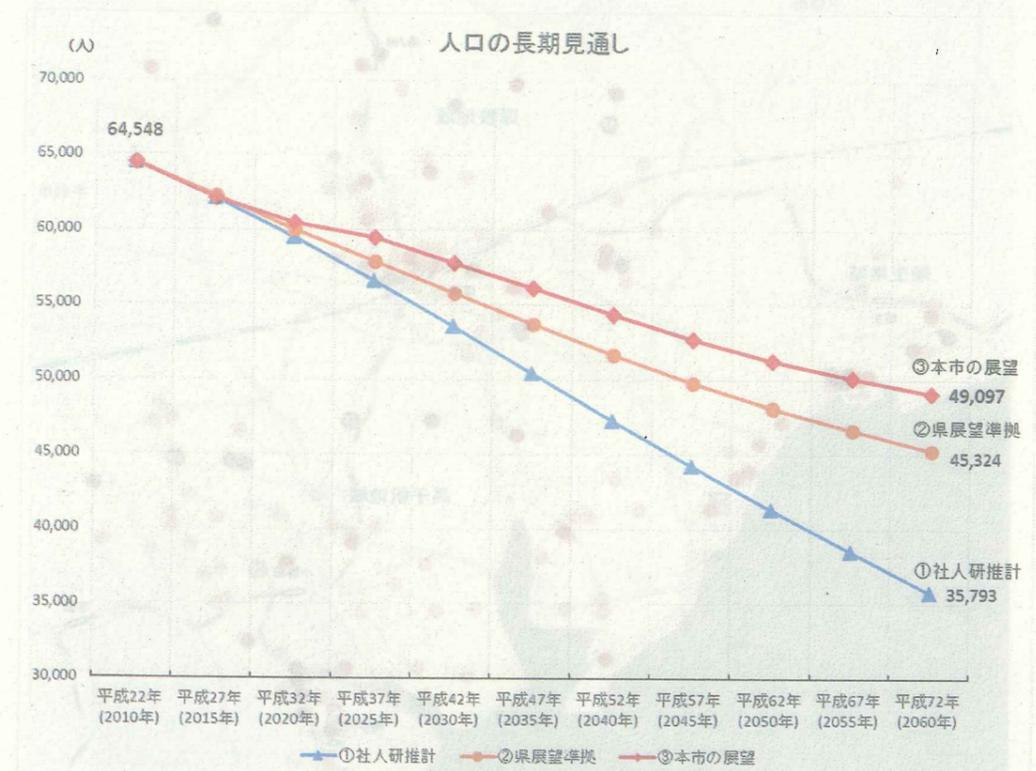 人口の長期見通し
(人)
70,000
64,548
65,000
60,000
55,000
50,000
45,000
40,000
35,000
30,000
③本市の展望
49,097
②県展望準拠
45,324
①社人研推計
35,793
平成22年 平成27年 平成32年 平成37年 平成42年 平成47年 平成52年 平成57年 平成62年 平成67年 平成72年
(2010年) (2015年) (2020年) (2025年) (2030年) (2035年) (2040年) (2045年) (2050年) (2055年) (2060年)
①社人研推計 ②県展望準拠 ③本市の展望